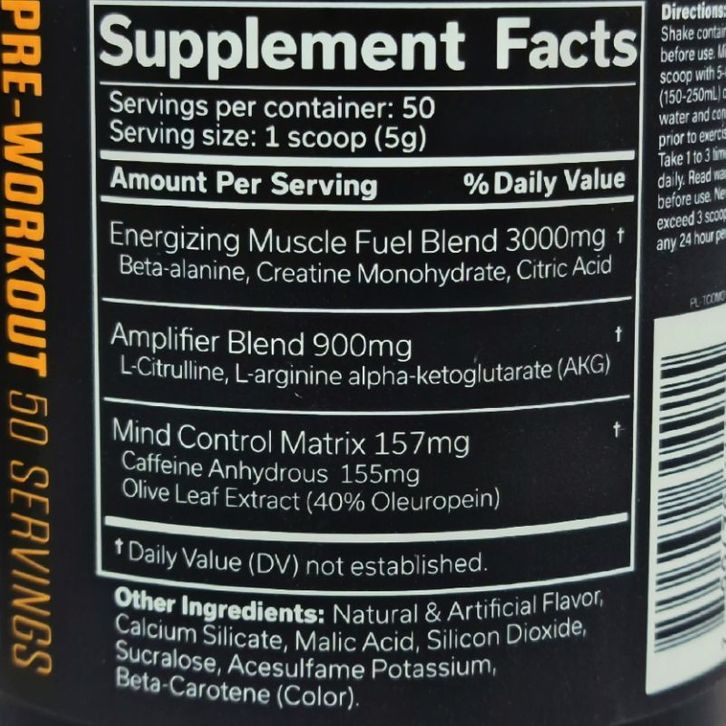 PRE-WORKOUT 50 SERVINGS
Supplement Facts
Servings per container: 50
Serving size: 1 scoop (5g)
Amount Per Serving % Daily Value
Energizing Muscle Fuel Blend 3000mg †
Beta-alanine, Creatine Monohydrate, Citric Acid
Amplifier Blend 900mg †
L-Citrulline, L-arginine alpha-ketoglutarate (AKG)
Mind Control Matrix 157mg †
Caffeine Anhydrous 155mg
Olive Leaf Extract (40% Oleuropein)
† Daily Value (DV) not established.
Other Ingredients: Natural & Artificial Flavor,
Calcium Silicate, Malic Acid, Silicon Dioxide,
Sucralose, Acesulfame Potassium,
Beta-Carotene (Color).
Directions:
Shake
before use.
scoop with
(150-250mL)
water and
prior to
Take 1 to 3
daily. Read
before use.
exceed 3
any 24 hour